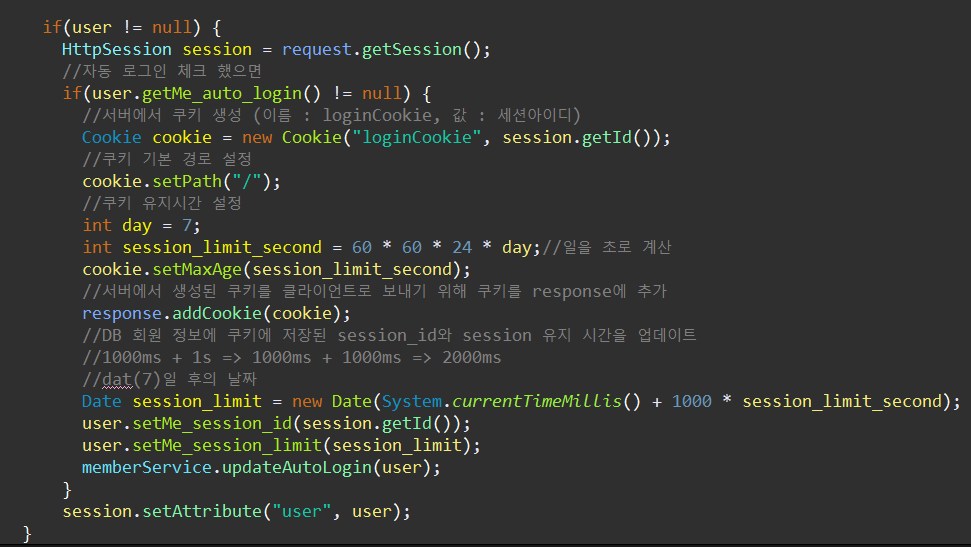 if(user != null) {
HttpSession session = request.getSession();
//자동 로그인 체크 했으면
if(user.getMe_auto_login() != null) {
//서버에서 쿠키 생성 (이름 : loginCookie, 값 : 세션아이디)
Cookie cookie = new Cookie("loginCookie", session.getId());
//쿠키 기본 경로 설정
cookie.setPath("/");
//쿠키 유지시간 설정
int day = 7;
int session_limit_second = 60 * 60 * 24 * day;//일을 초로 계산
cookie.setMaxAge(session_limit_second);
//서버에서 생성된 쿠키를 클라이언트로 보내기 위해 쿠키를 response에 추가
response.addCookie(cookie);
//DB 회원 정보에 쿠키에 저장된 session_id와 session 유지 시간을 업데이트
//1000ms + 1s => 1000ms + 1000ms => 2000ms
//dat(7)일 후의 날짜
Date session_limit = new Date(System.currentTimeMillis() + 1000 * session_limit_second);
user.setMe_session_id(session.getId());
user.setMe_session_limit(session_limit);
memberService.updateAutoLogin(user);
}
session.setAttribute("user", user);
}